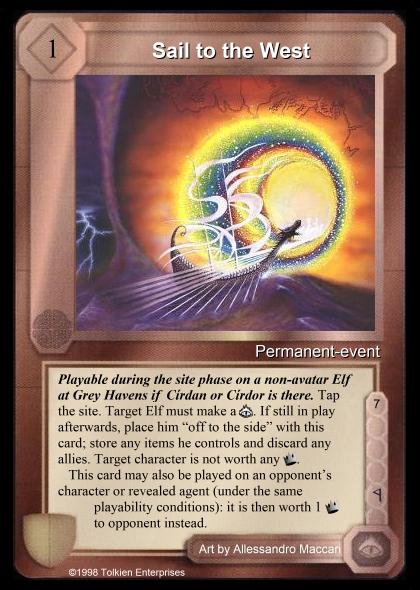 1
Sail to the West
Permanent-event
Playable during the site phase on a non-avatar Elf
at Grey Havens if Círdan or Círdor is there. Tap
the site. Target Elf must make a . If still in play
afterwards, place him “off to the side” with this
card; store any items he controls and discard any
allies. Target character is not worth any .
This card may also be played on an opponent’s
character or revealed agent (under the same
playability conditions): it is then worth 1
to opponent instead.
7
Art by Allessandro Maccari
©1998 Tolkien Enterprises